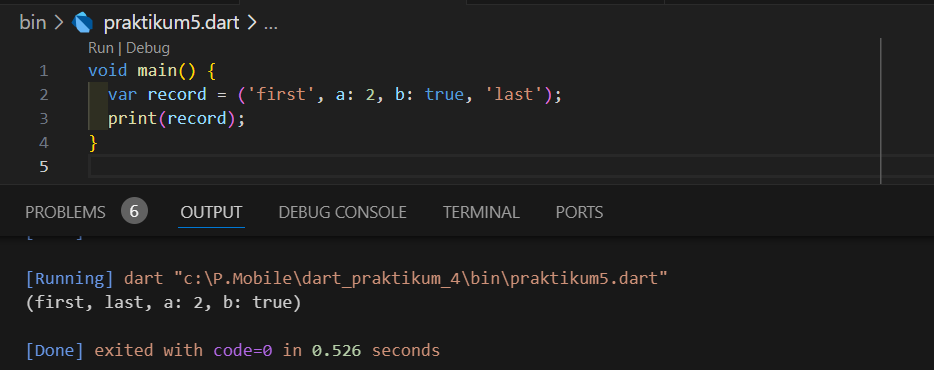 bin > praktikum5.dart > ...
Run | Debug
1 void main() {
2 var record = ('first', a: 2, b: true, 'last');
3 print(record);
4 }
5
PROBLEMS 6 OUTPUT DEBUG CONSOLE TERMINAL PORTS
[Running] dart "c:\P.Mobile\dart_praktikum_4\bin\praktikum5.dart"
(first, last, a: 2, b: true)
[Done] exited with code=0 in 0.526 seconds